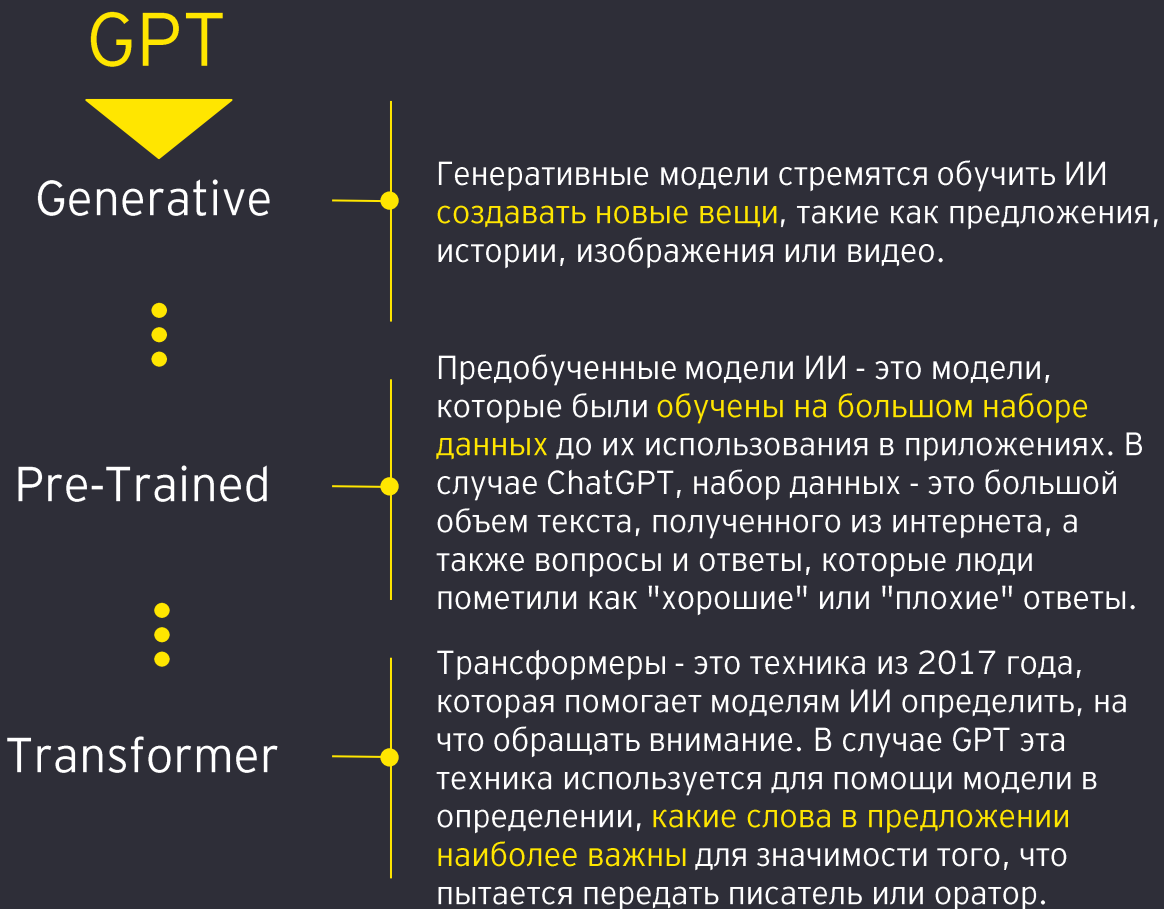 GPT
Generative
Генеративные модели стремятся обучить ИИ
создавать новые вещи, такие как предложения,
истории, изображения или видео.
Pre-Trained
Предобученные модели ИИ - это модели,
которые были обучены на большом наборе
данных до их использования в приложениях. В
случае ChatGPT, набор данных - это большой
объем текста, полученного из интернета, а
также вопросы и ответы, которые люди
пометили как "хорошие" или "плохие" ответы.
Transformer
Трансформеры - это техника из 2017 года,
которая помогает моделям ИИ определить, на
что обращать внимание. В случае GPT эта
техника используется для помощи модели в
определении, какие слова в предложении
наиболее важны для значимости того, что
пытается передать писатель или оратор.